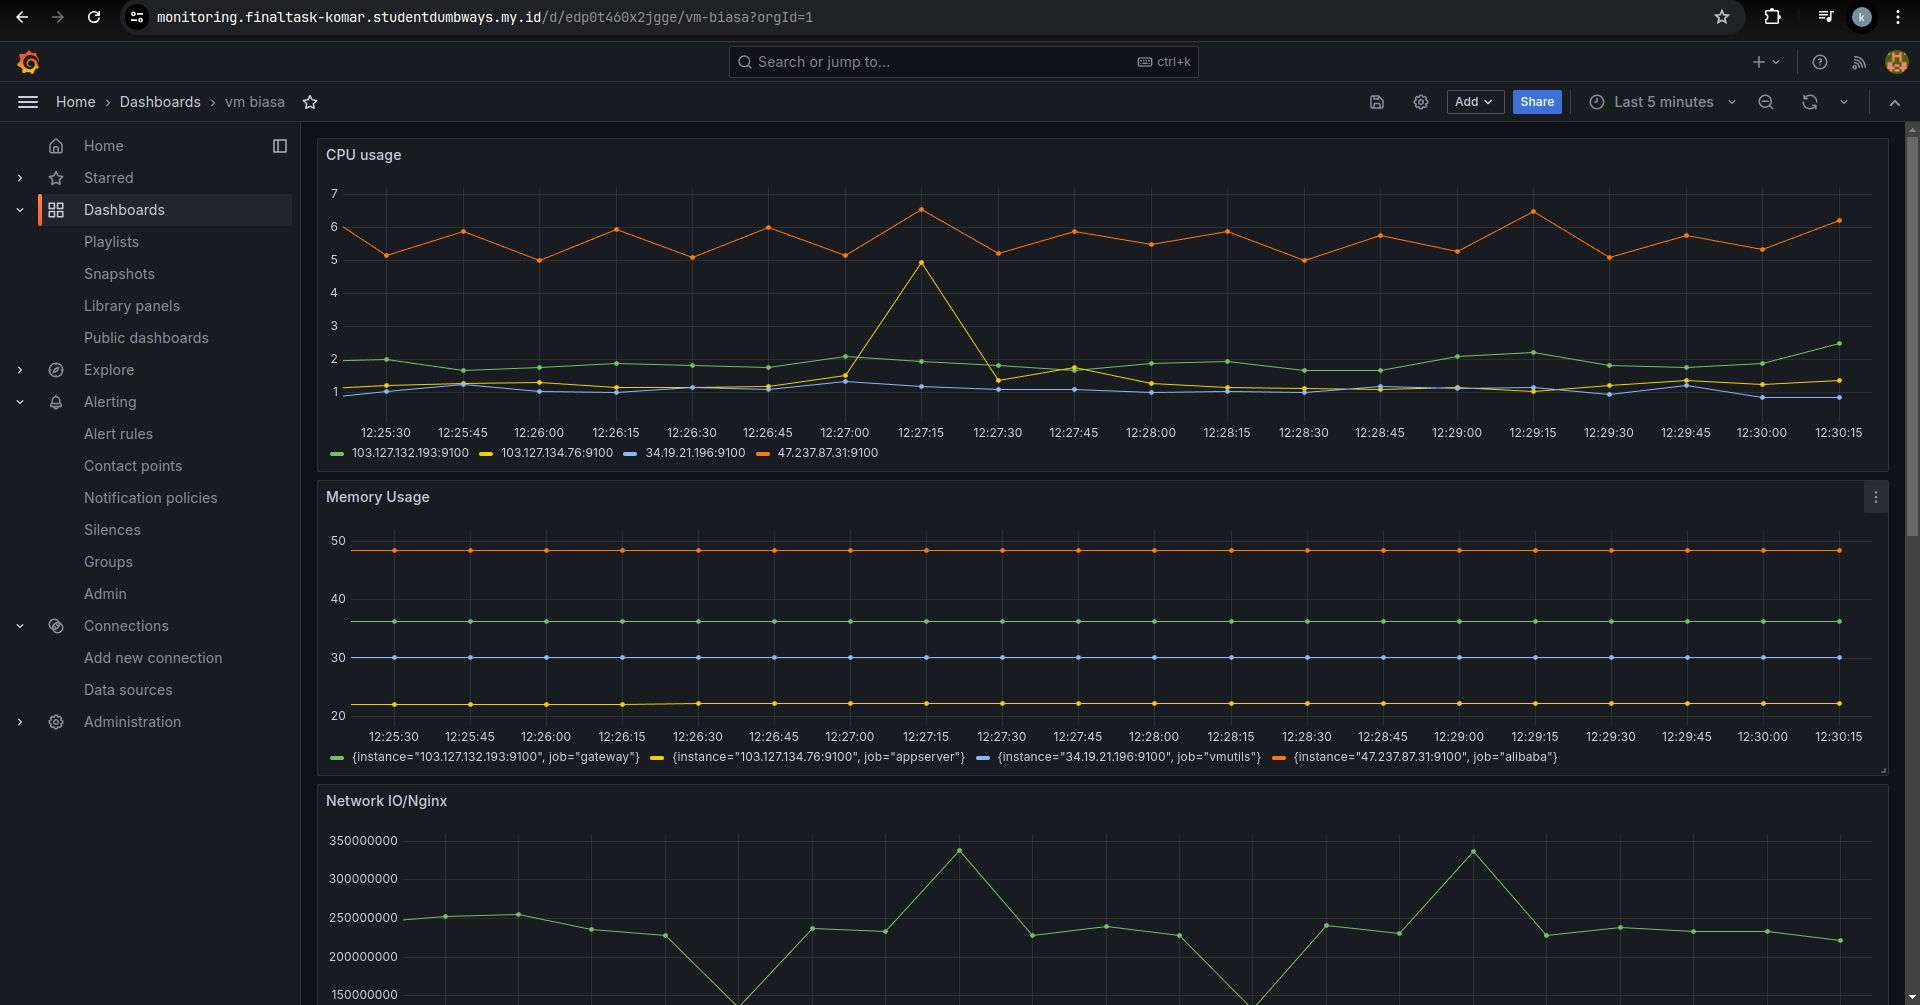 monitoring.finaltask-komar.studentdumbways.my.id/d/edp0t460x2jgge/vm-biasa?orgId=1
k
Search or jump to...
ctrl+k
Home
Dashboards
vm biasa
Add
Share
Last 5 minutes
Home
Starred
Dashboards
Playlists
Snapshots
Library panels
Public dashboards
Explore
Alerting
Alert rules
Contact points
Notification policies
Silences
Groups
Admin
Connections
Add new connection
Data sources
Administration
CPU usage
7
6
5
4
3
2
1
12:25:30 12:25:45 12:26:00 12:26:15 12:26:30 12:26:45 12:27:00 12:27:15 12:27:30 12:27:45 12:28:00 12:28:15 12:28:30 12:28:45 12:29:00 12:29:15 12:29:30 12:29:45 12:30:00 12:30:15
103.127.132.193:9100 103.127.134.76:9100 34.19.21.196:9100 47.237.87.31:9100
Memory Usage
50
40
30
20
12:25:30 12:25:45 12:26:00 12:26:15 12:26:30 12:26:45 12:27:00 12:27:15 12:27:30 12:27:45 12:28:00 12:28:15 12:28:30 12:28:45 12:29:00 12:29:15 12:29:30 12:29:45 12:30:00 12:30:15
{instance="103.127.132.193:9100", job="gateway"} {instance="103.127.134.76:9100", job="appserver"} {instance="34.19.21.196:9100", job="vmutils"} {instance="47.237.87.31:9100", job="alibaba"}
Network IO/Nginx
350000000
300000000
250000000
200000000
150000000